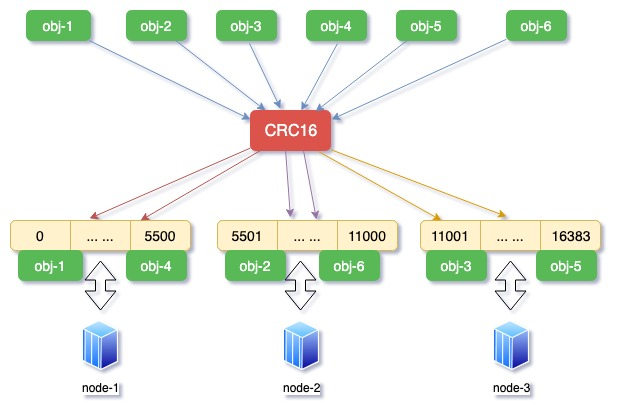 obj-1 obj-2 obj-3 obj-4 obj-5 obj-6
CRC16
0 ... ... 5500 5501 ... ... 11000 11001 ... ... 16383
obj-1 obj-4 obj-2 obj-6 obj-3 obj-5
node-1 node-2 node-3